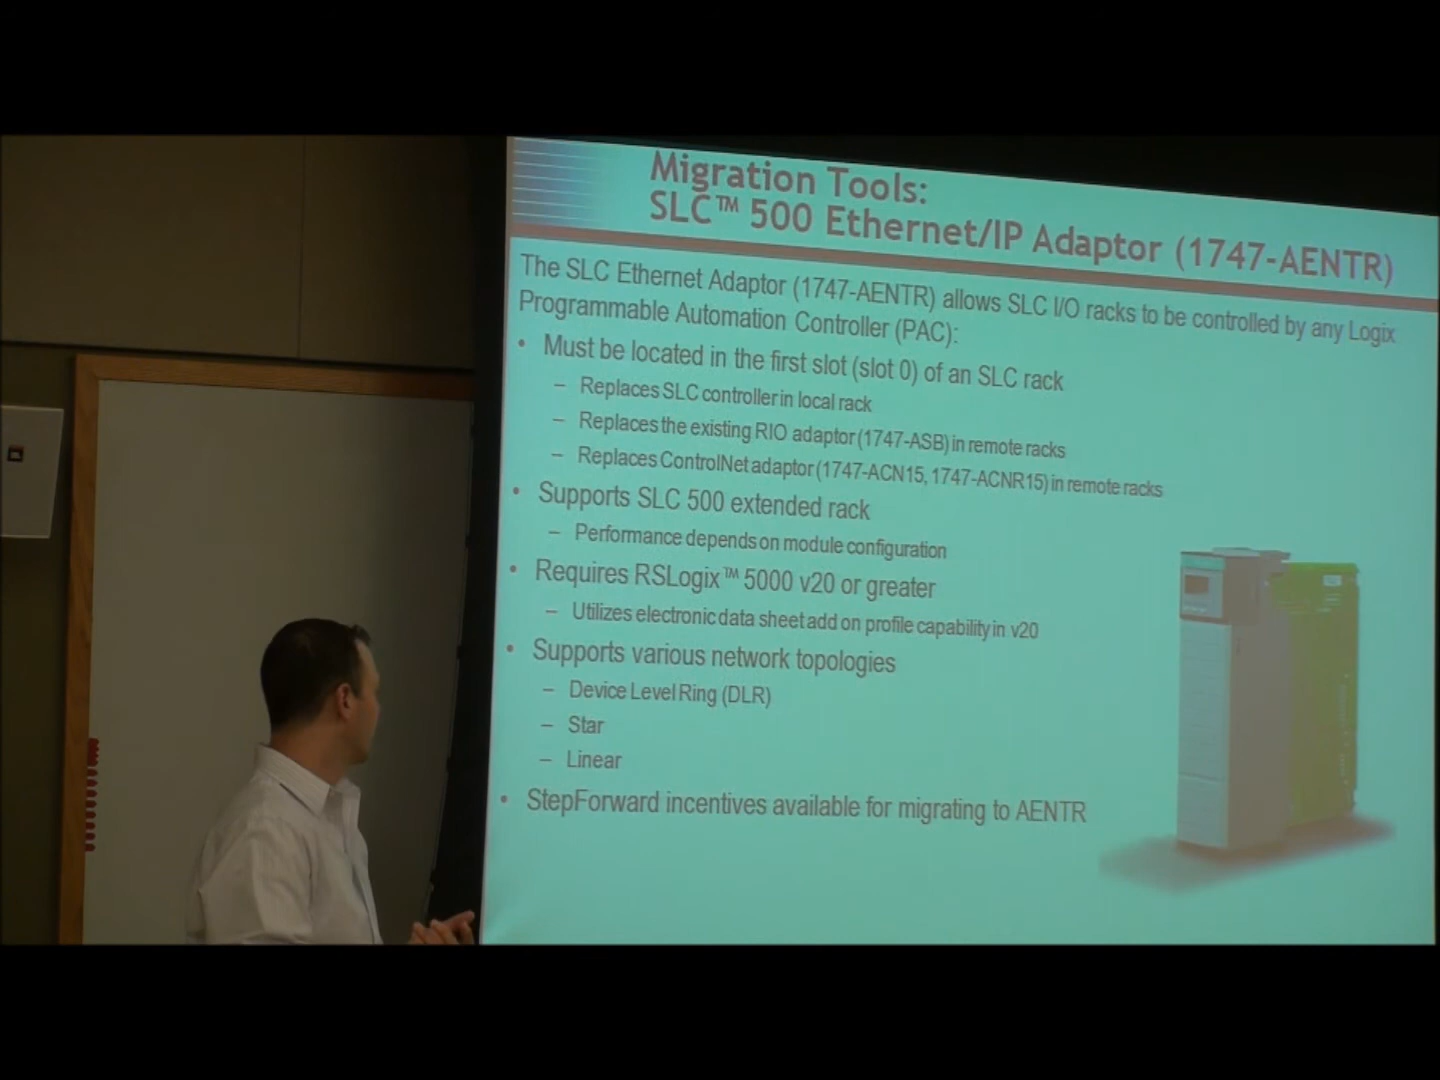 Migration Tools:
SLC™ 500 Ethernet/IP Adaptor (1747-AENTR)
The SLC Ethernet Adaptor (1747-AENTR) allows SLC I/O racks to be controlled by any Logix
Programmable Automation Controller (PAC):
• Must be located in the first slot (slot 0) of an SLC rack
– Replaces SLC controller in local rack
– Replaces the existing RIO adaptor (1747-ASB) in remote racks
– Replaces ControlNet adaptor (1747-ACN15, 1747-ACNR15) in remote racks
• Supports SLC 500 extended rack
– Performance depends on module configuration
• Requires RSLogix™ 5000 v20 or greater
– Utilizes electronic data sheet add on profile capability in v20
• Supports various network topologies
– Device Level Ring (DLR)
– Star
– Linear
• StepForward incentives available for migrating to AENTR